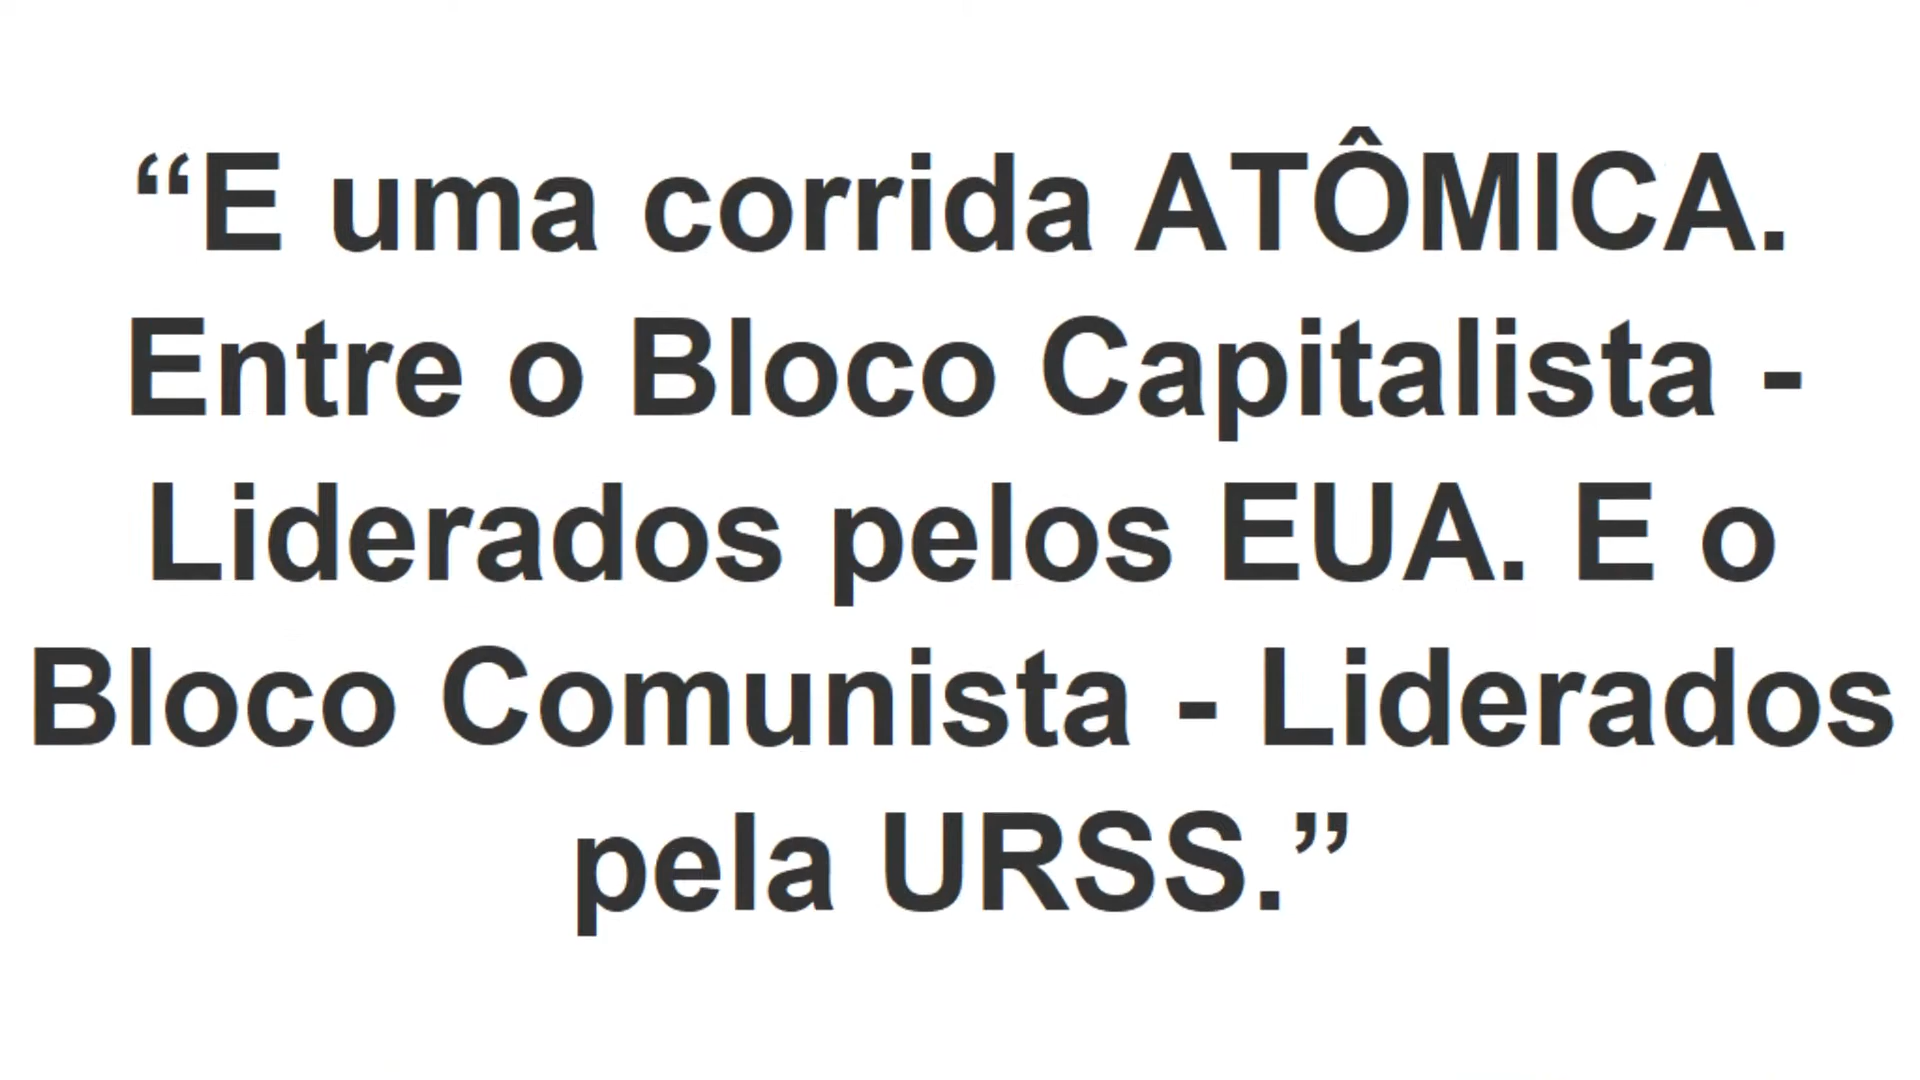 “E uma corrida ATÔMICA.
Entre o Bloco Capitalista -
Liderados pelos EUA. E o
Bloco Comunista - Liderados
pela URSS.”